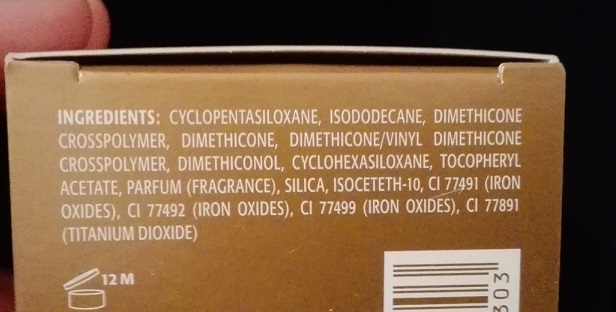 INGREDIENTS: CYCLOPENTASILOXANE, ISODODECANE, DIMETHICONE
CROSSPOLYMER, DIMETHICONE, DIMETHICONE/VINYL DIMETHICONE
CROSSPOLYMER, DIMETHICONOL, CYCLOHEXASILOXANE, TOCOPHERYL
ACETATE, PARFUM (FRAGRANCE), SILICA, ISOCETETH-10, CI 77491 (IRON
OXIDES), CI 77492 (IRON OXIDES), CI 77499 (IRON OXIDES), CI 77891
(TITANIUM DIOXIDE)
12 M
303